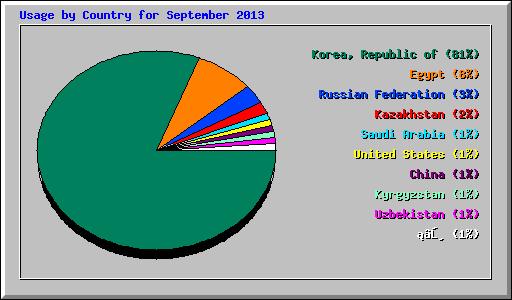 Usage by Country for September 2013
Korea, Republic of (81%)
Egypt (8%)
Russian Federation (3%)
Kazakhstan (2%)
Saudi Arabia (1%)
United States (1%)
China (1%)
Kyrgyzstan (1%)
Uzbekistan (1%)
(1%)